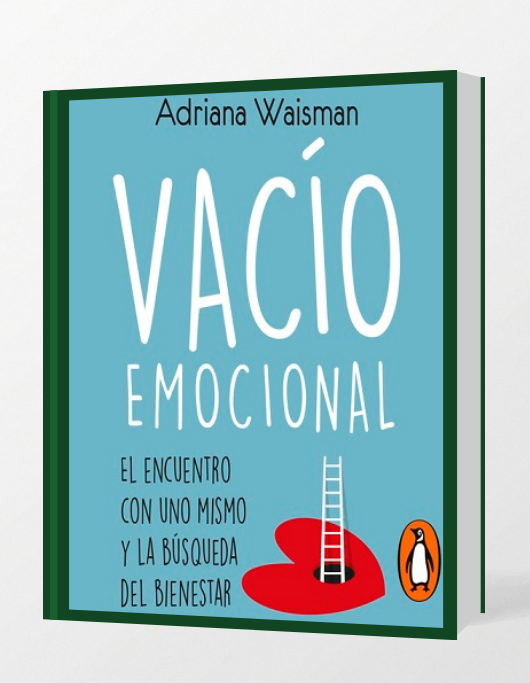 Adriana Waisman
VACÍO
EMOCIONAL
EL ENCUENTRO
CON UNO MISMO
Y LA BÚSQUEDA
DEL BIENESTAR